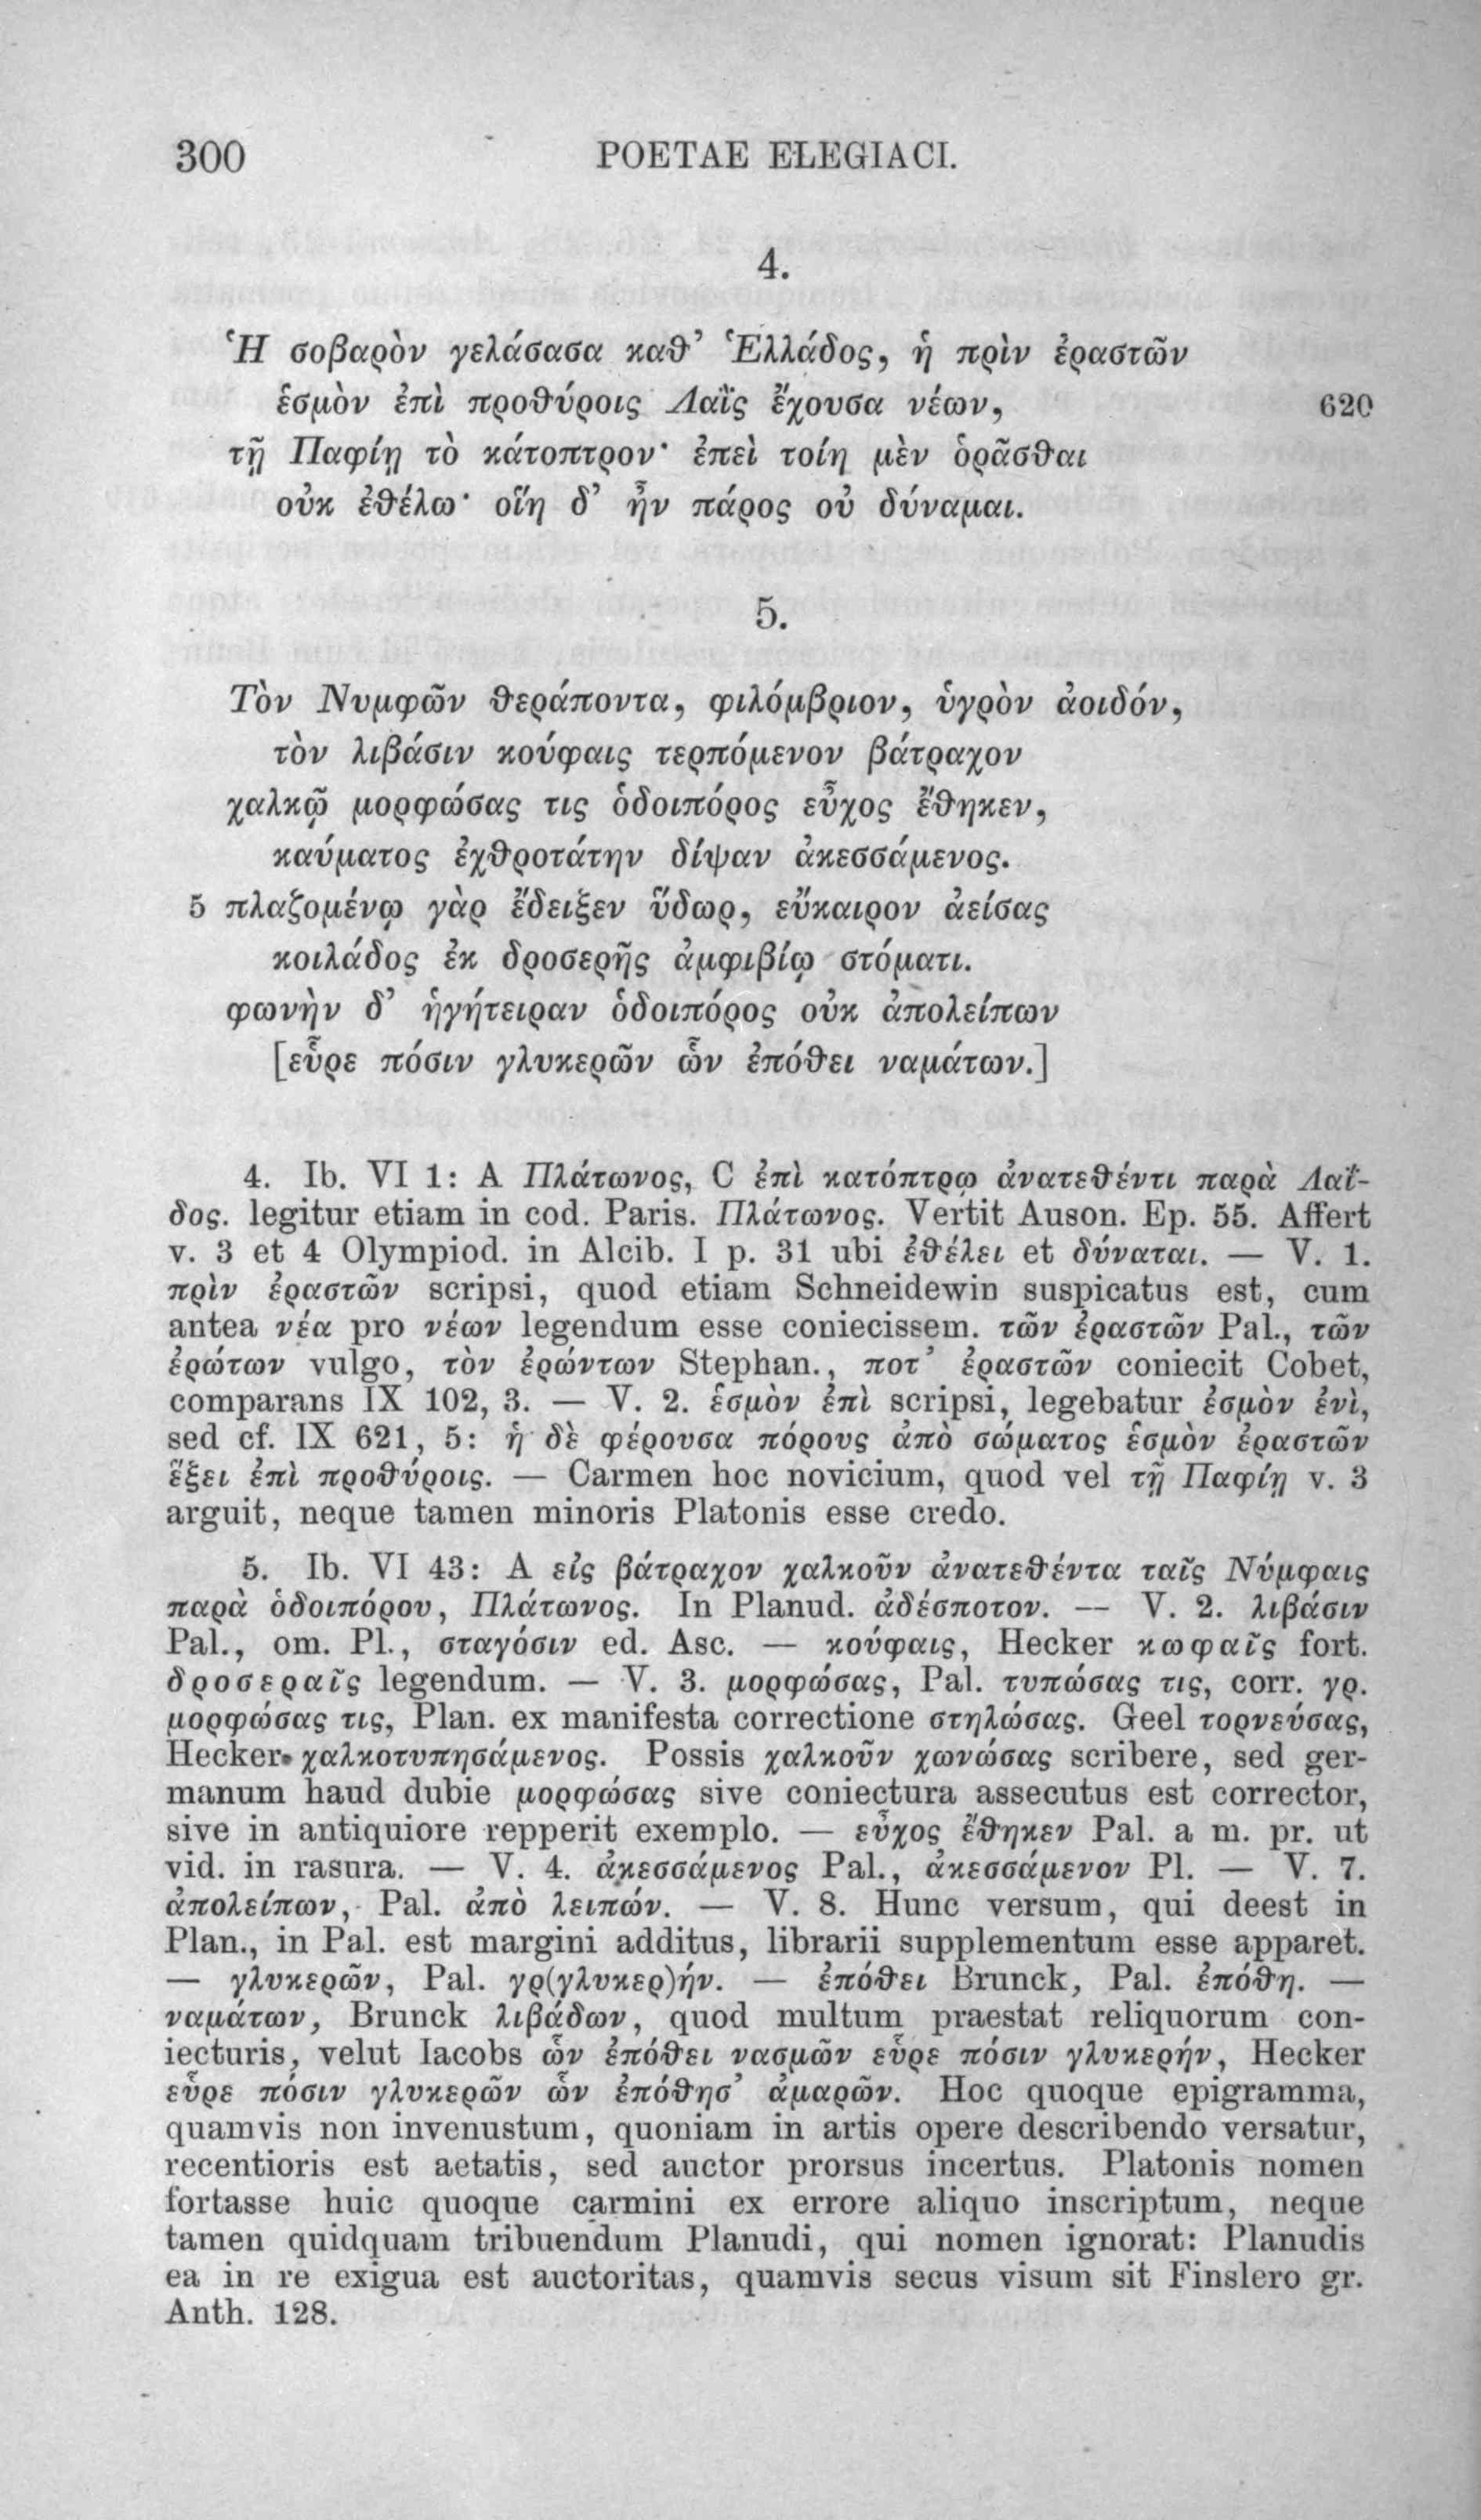 300
POETAE ELEGIACI.
4.
Ἡ σοβαρὸν γελάσασα καθ’ Ἑλλάδος, ἡ πρὶν ἐραστῶν
ἑσμὸν ἐπὶ προθύροις Λαῒς ἔχουσα νέων,
620
τῇ Παφίῃ τὸ κάτοπτρον· ἐπεὶ τοίη μὲν ὁρᾶσθαι
οὐκ ἐθέλω· οἵη δ’ ἦν πάρος οὐ δύναμαι.
5.
Τὸν Νυμφῶν θεράποντα, φιλόμβριον, ὑγρὸν ἀοιδόν,
τὸν λιβάσιν κούφαις τερπόμενον βάτραχον
χαλκῷ μορφώσας τις ὁδοιπόρος εὖχος ἔθηκεν,
καύματος ἐχθροτάτην δίψαν ἀκεσσάμενος.
5 πλαζομένῳ γὰρ ἔδειξεν ὕδωρ, εὔκαιρον ἀείσας
κοιλάδος ἐκ δροσερῆς ἀμφιβίῳ στόματι.
φωνὴν δ’ ἡγήτειραν ὁδοιπόρος οὐκ ἀπολείπων
[εὗρε πόσιν γλυκερῶν ὧν ἐπόθει ναμάτων.]
4. Ib. VI 1: A Πλάτωνος, C ἐπὶ κατόπτρῳ ἀνατεθέντι παρὰ Λαΐ-
δος. legitur etiam in cod. Paris. Πλάτωνος. Vertit Auson. Ep. 55. Affert
v. 3 et 4 Olympiod. in Alcib. I p. 31 ubi ἐθέλει et δύναται. — V. 1.
πρὶν ἐραστῶν scripsi, quod etiam Schneidewin suspicatus est, cum
antea νέα pro νέων legendum esse coniecissem. τῶν ἐραστῶν Pal., τῶν
ἐρώτων vulgo, τὸν ἐρώντων Stephan., ποτ’ ἐραστῶν coniecit Cobet,
comparans IX 102, 3. — V. 2. ἑσμὸν ἐπὶ scripsi, legebatur ἐσμὸν ἐνὶ,
sed cf. IX 621, 5: ἡ δὲ φέρουσα πόρους ἀπὸ σώματος ἑσμὸν ἐραστῶν
ἕξει ἐπὶ προθύροις. — Carmen hoc novicium, quod vel τῇ Παφίῃ v. 3
arguit, neque tamen minoris Platonis esse credo.
5. Ib. VI 43: A εἰς βάτραχον χαλκοῦν ἀνατεθέντα ταῖς Νύμφαις
παρὰ ὁδοιπόρου, Πλάτωνος. In Planud. ἀδέσποτον. — V. 2. λιβάσιν
Pal., om. Pl., σταγόσιν ed. Asc. — κούφαις, Hecker κωφαῖς fort.
δροσεραῖς legendum. — V. 3. μορφώσας, Pal. τυπώσας τις, corr. γρ.
μορφώσας τις, Plan. ex manifesta correctione στηλώσας. Geel τορνεύσας,
Hecker χαλκοτυπησάμενος. Possis χαλκοῦν χωνώσας scribere, sed ger-
manum haud dubie μορφώσας sive coniectura assecutus est corrector,
sive in antiquiore repperit exemplo. — εὖχος ἔθηκεν Pal. a m. pr. ut
vid. in rasura. — V. 4. ἀκεσσάμενος Pal., ἀκεσσάμενον Pl. — V. 7.
ἀπολείπων, Pal. ἀπὸ λειπών. — V. 8. Hunc versum, qui deest in
Plan., in Pal. est margini additus, librarii supplementum esse apparet.
— γλυκερῶν, Pal. γρ(γλυκερ)ήν. — ἐπόθει Brunck, Pal. ἐπόθη. —
ναμάτων, Brunck λιβάδων, quod multum praestat reliquorum con-
iecturis, velut Iacobs ὧν ἐπόθει νασμῶν εὗρε πόσιν γλυκερήν, Hecker
εὗρε πόσιν γλυκερῶν ὧν ἐπόθησ’ ἀμαρῶν. Hoc quoque epigramma,
quamvis non invenustum, quoniam in artis opere describendo versatur,
recentioris est aetatis, sed auctor prorsus incertus. Platonis nomen
fortasse huic quoque carmini ex errore aliquo inscriptum, neque
tamen quidquam tribuendum Planudi, qui nomen ignorat: Planudis
ea in re exigua est auctoritas, quamvis secus visum sit Finslero gr.
Anth. 128.